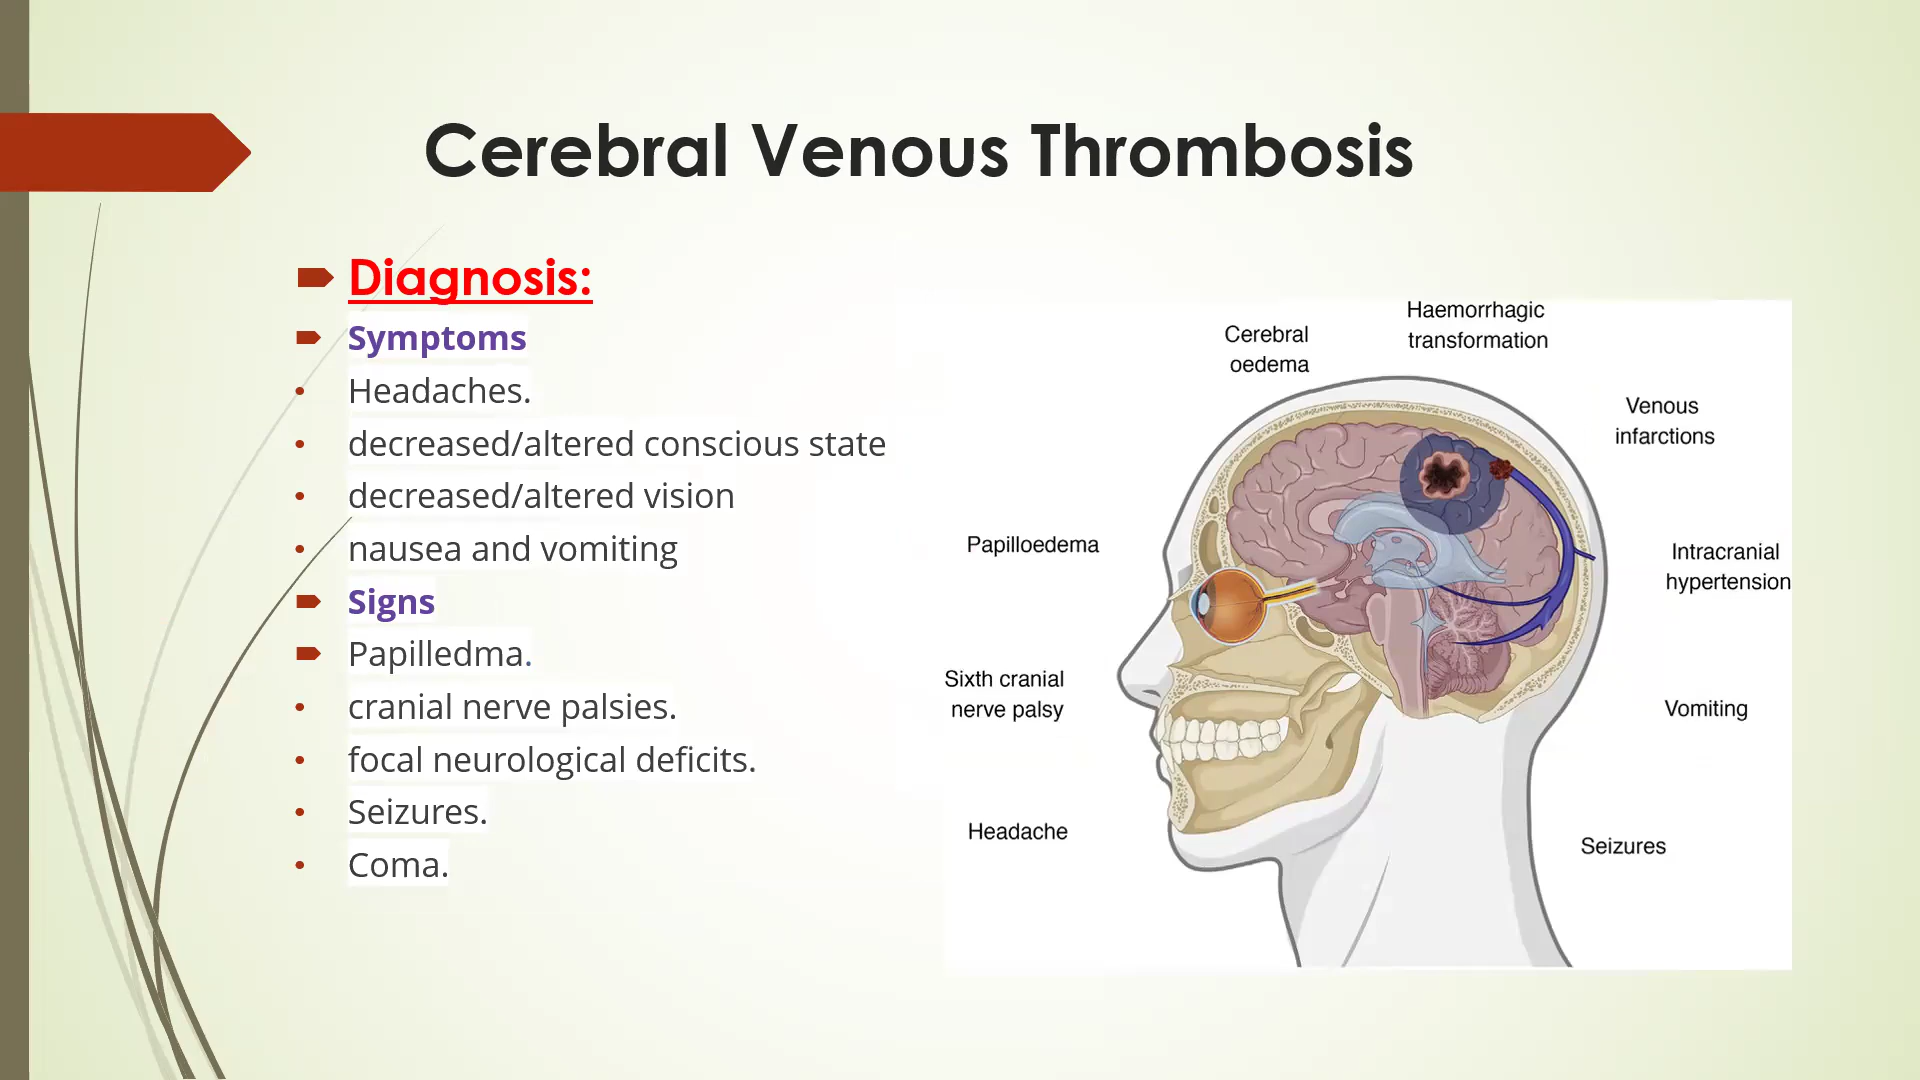 Cerebral Venous Thrombosis
Diagnosis:
Symptoms
Headaches.
decreased/altered conscious state
decreased/altered vision
nausea and vomiting
Signs
Papilledma.
cranial nerve palsies.
focal neurological deficits.
Seizures.
Coma.
Haemorrhagic
transformation
Cerebral
oedema
Venous
infarctions
Papilloedema
Intracranial
hypertension
Sixth cranial
nerve palsy
Vomiting
Headache
Seizures